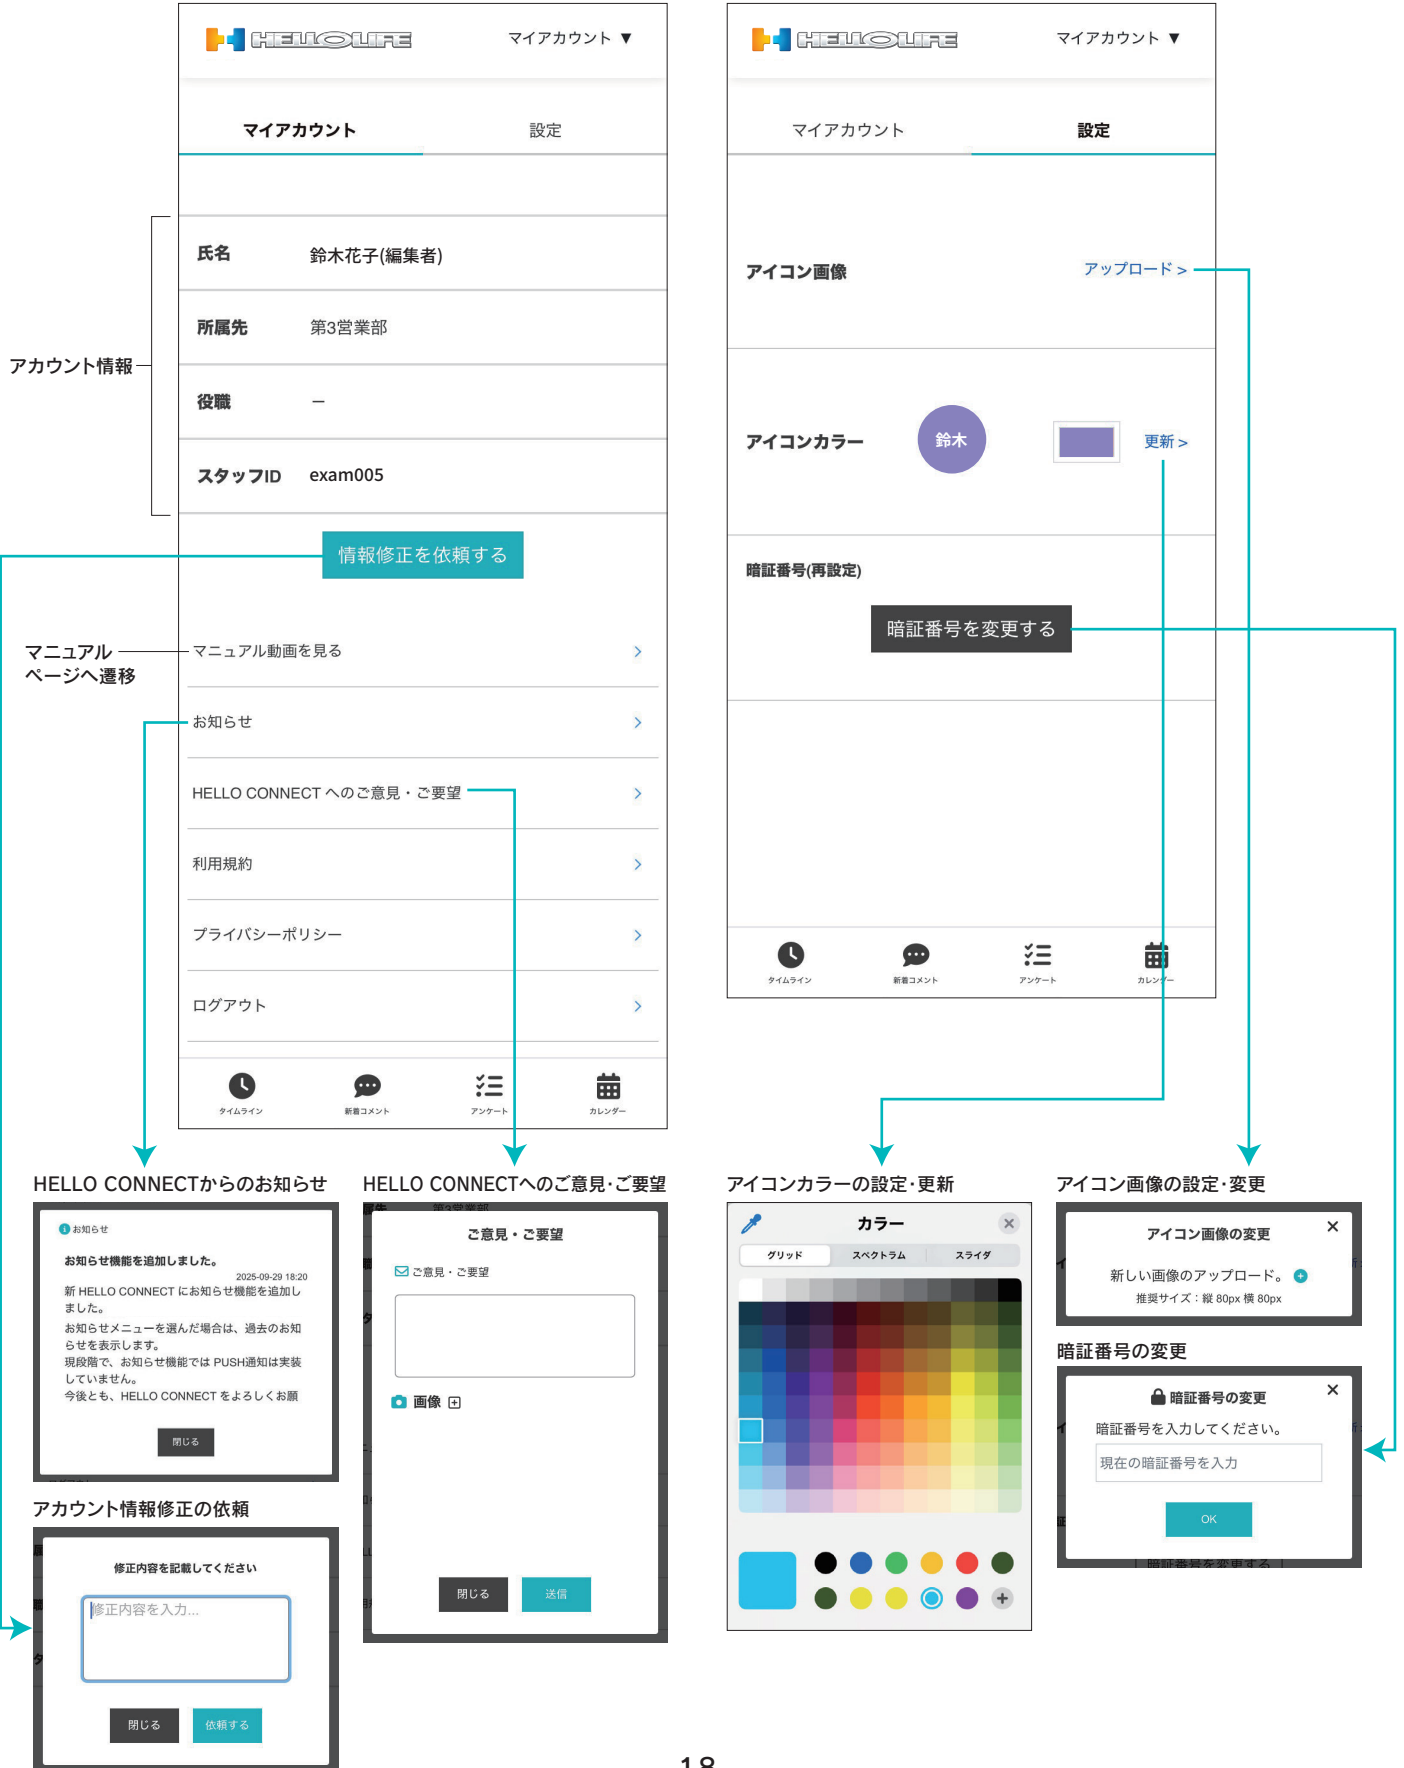 HELLO LIFE
マイアカウント ▼
マイアカウント
設定
アカウント情報
氏名
鈴木花子(編集者)
所属先
第3営業部
役職
－
スタッフID
exam005
情報修正を依頼する
マニュアル
ページへ遷移
マニュアル動画を見る
お知らせ
HELLO CONNECT へのご意見・ご要望
利用規約
プライバシーポリシー
ログアウト
タイムライン
新着コメント
アンケート
カレンダー
HELLO LIFE
マイアカウント ▼
マイアカウント
設定
アイコン画像
アップロード >
アイコンカラー
鈴木
更新 >
暗証番号(再設定)
暗証番号を変更する
タイムライン
新着コメント
アンケート
カレンダー
HELLO CONNECTからのお知らせ
お知らせ
お知らせ機能を追加しました。
2025-09-29 18:20
新 HELLO CONNECT にお知らせ機能を追加し
ました。
お知らせメニューを選んだ場合は、過去のお知
らせを表示します。
現段階で、お知らせ機能では PUSH通知は実装
していません。
今後とも、HELLO CONNECT をよろしくお願
閉じる
アカウント情報修正の依頼
修正内容を記載してください
修正内容を入力...
閉じる
依頼する
HELLO CONNECTへのご意見・ご要望
ご意見・ご要望
ご意見・ご要望
画像
閉じる
送信
アイコンカラーの設定・更新
カラー
グリッド
スペクトラム
スライダ
アイコン画像の設定・変更
アイコン画像の変更
新しい画像のアップロード。
推奨サイズ：縦 80px 横 80px
暗証番号の変更
暗証番号の変更
暗証番号を入力してください。
現在の暗証番号を入力
OK
暗証番号を変更する
18